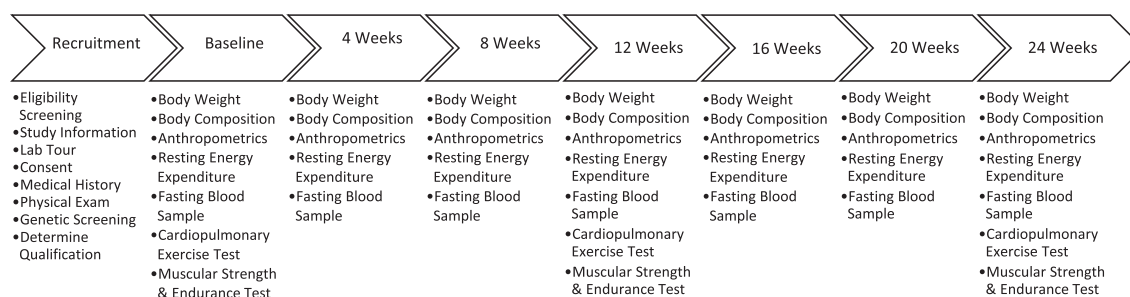 Recruitment
Baseline
4 Weeks
8 Weeks
12 Weeks
16 Weeks
20 Weeks
24 Weeks
•Eligibility
Screening
•Study Information
•Lab Tour
•Consent
•Medical History
•Physical Exam
•Genetic Screening
•Determine
Qualification
•Body Weight
•Body Composition
•Anthropometrics
•Resting Energy
Expenditure
•Fasting Blood
Sample
•Cardiopulmonary
Exercise Test
•Muscular Strength
& Endurance Test
•Body Weight
•Body Composition
•Anthropometrics
•Resting Energy
Expenditure
•Fasting Blood
Sample
•Body Weight
•Body Composition
•Anthropometrics
•Resting Energy
Expenditure
•Fasting Blood
Sample
•Body Weight
•Body Composition
•Anthropometrics
•Resting Energy
Expenditure
•Fasting Blood
Sample
•Cardiopulmonary
Exercise Test
•Muscular Strength
& Endurance Test
•Body Weight
•Body Composition
•Anthropometrics
•Resting Energy
Expenditure
•Fasting Blood
Sample
•Body Weight
•Body Composition
•Anthropometrics
•Resting Energy
Expenditure
•Fasting Blood
Sample
•Body Weight
•Body Composition
•Anthropometrics
•Resting Energy
Expenditure
•Fasting Blood
Sample
•Cardiopulmonary
Exercise Test
•Muscular Strength
& Endurance Test